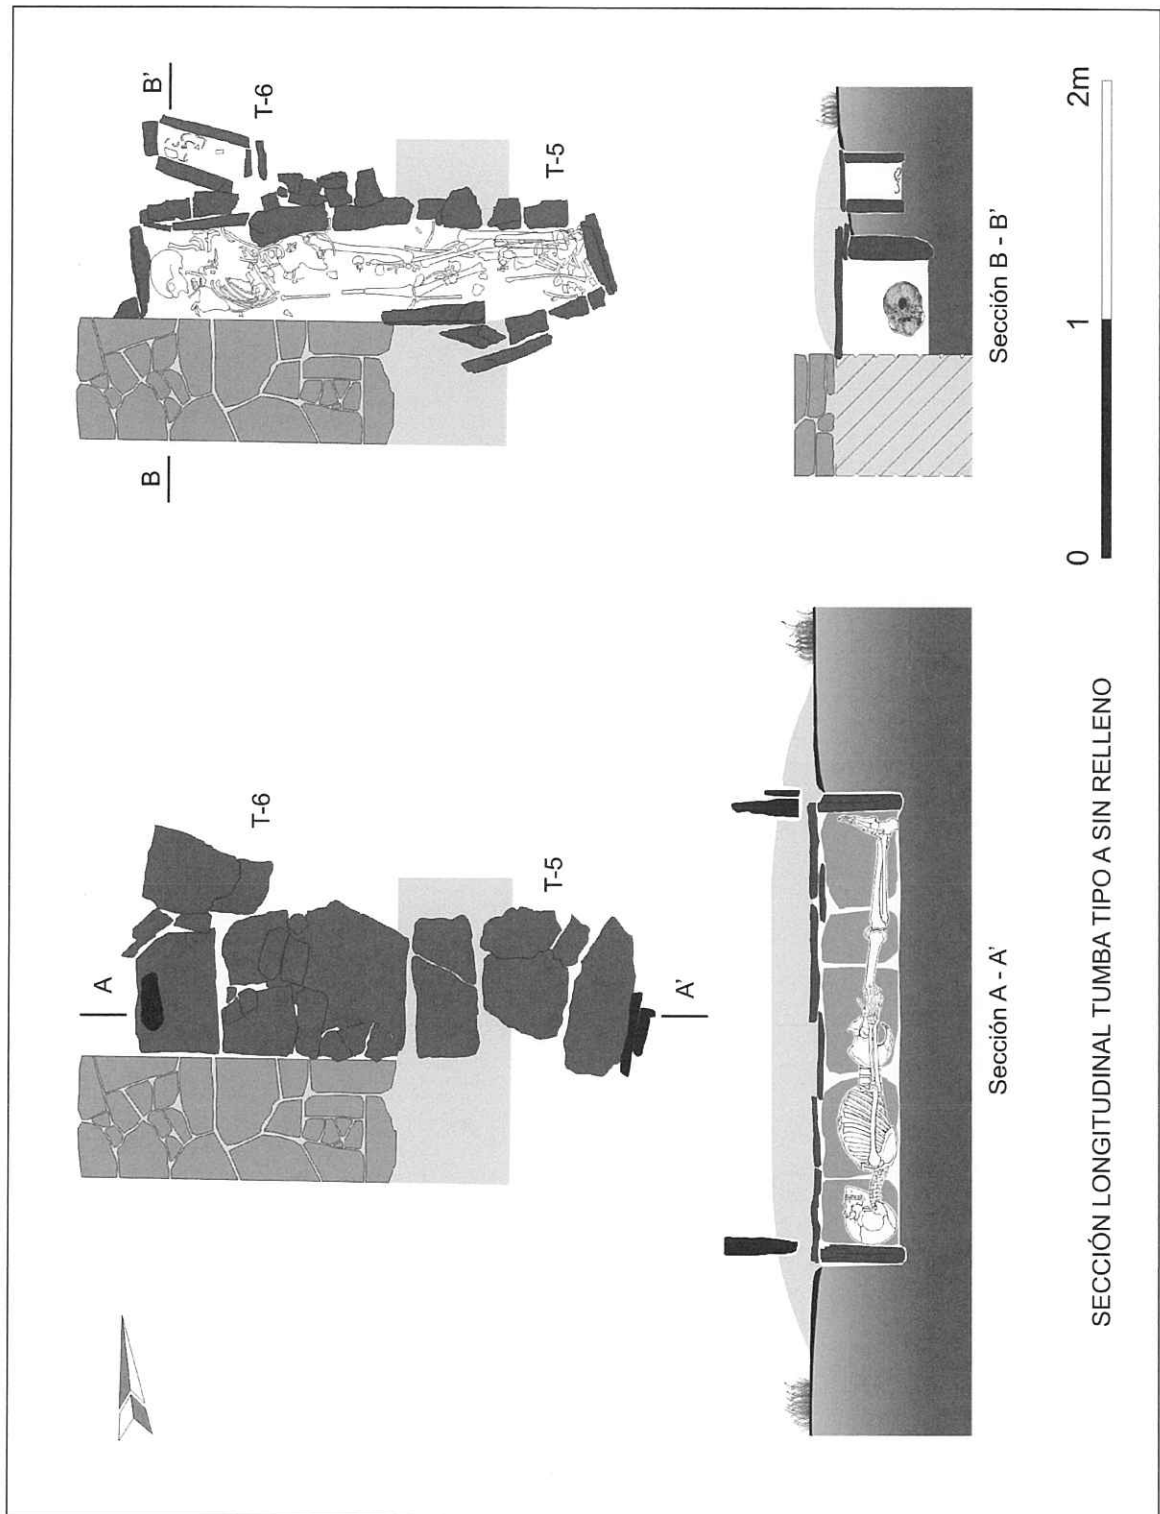 A
T-6
T-5
A'
B'
T-6
T-5
B
Sección A - A'
Sección B - B'
SECCIÓN LONGITUDINAL TUMBA TIPO A SIN RELLENO
0 1 2m